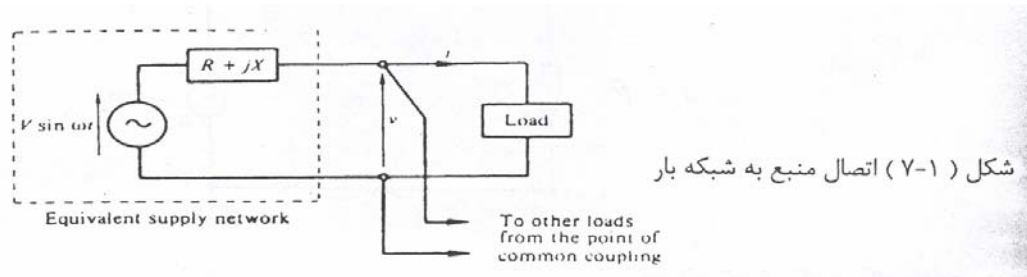 R + jX
i
V sin ωt
v
Load
شکل ( ۱-۷ ) اتصال منبع به شبکه بار
Equivalent supply network
To other loads
from the point of
common coupling